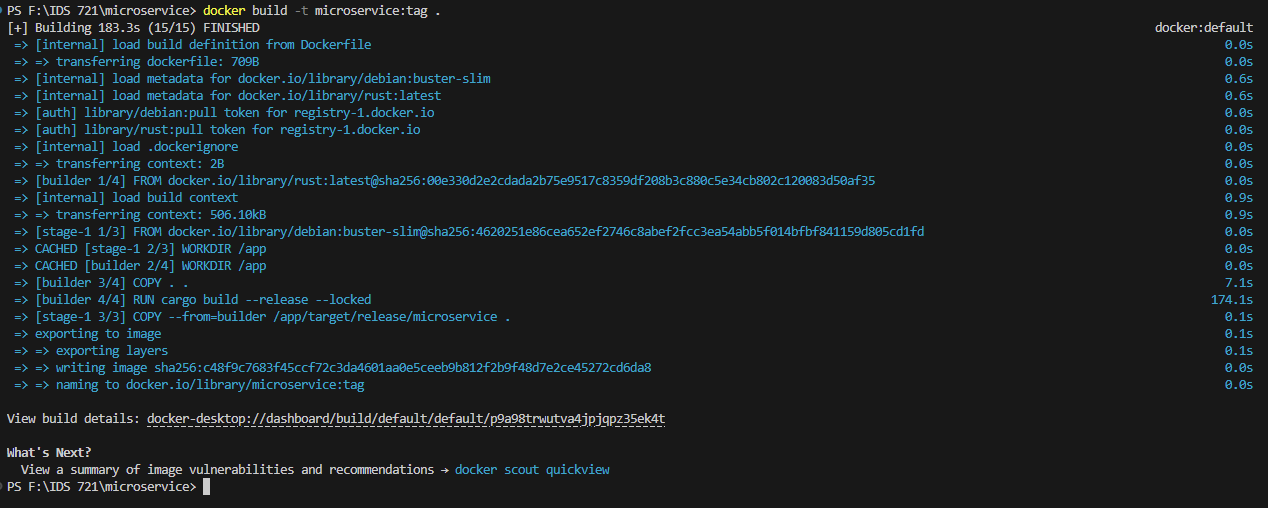 PS F:\IDS 721\microservice> docker build -t microservice:tag .
[+] Building 183.3s (15/15) FINISHED docker:default
=> [internal] load build definition from Dockerfile 0.0s
=> => transferring dockerfile: 709B 0.0s
=> [internal] load metadata for docker.io/library/debian:buster-slim 0.6s
=> [internal] load metadata for docker.io/library/rust:latest 0.6s
=> [auth] library/debian:pull token for registry-1.docker.io 0.0s
=> [auth] library/rust:pull token for registry-1.docker.io 0.0s
=> [internal] load .dockerignore 0.0s
=> => transferring context: 2B 0.0s
=> [builder 1/4] FROM docker.io/library/rust:latest@sha256:00e330d2e2cdada2b75e9517c8359df208b3c880c5e34cb802c120083d50af35 0.0s
=> [internal] load build context 0.9s
=> => transferring context: 506.10kB 0.9s
=> [stage-1 1/3] FROM docker.io/library/debian:buster-slim@sha256:4620251e86cea652ef2746c8abef2fcc3ea54abb5f014bfbf841159d805cd1fd 0.0s
=> CACHED [stage-1 2/3] WORKDIR /app 0.0s
=> CACHED [builder 2/4] WORKDIR /app 0.0s
=> [builder 3/4] COPY . . 7.1s
=> [builder 4/4] RUN cargo build --release --locked 174.1s
=> [stage-1 3/3] COPY --from=builder /app/target/release/microservice . 0.1s
=> exporting to image 0.1s
=> => exporting layers 0.1s
=> => writing image sha256:c48f9c7683f45ccf72c3da4601aa0e5ceeb9b812f2b9f48d7e2ce45272cd6da8 0.0s
=> => naming to docker.io/library/microservice:tag 0.0s
View build details: docker-desktop://dashboard/build/default/default/p9a98trwutva4jpjqpz35ek4t
What's Next?
View a summary of image vulnerabilities and recommendations → docker scout quickview
PS F:\IDS 721\microservice>